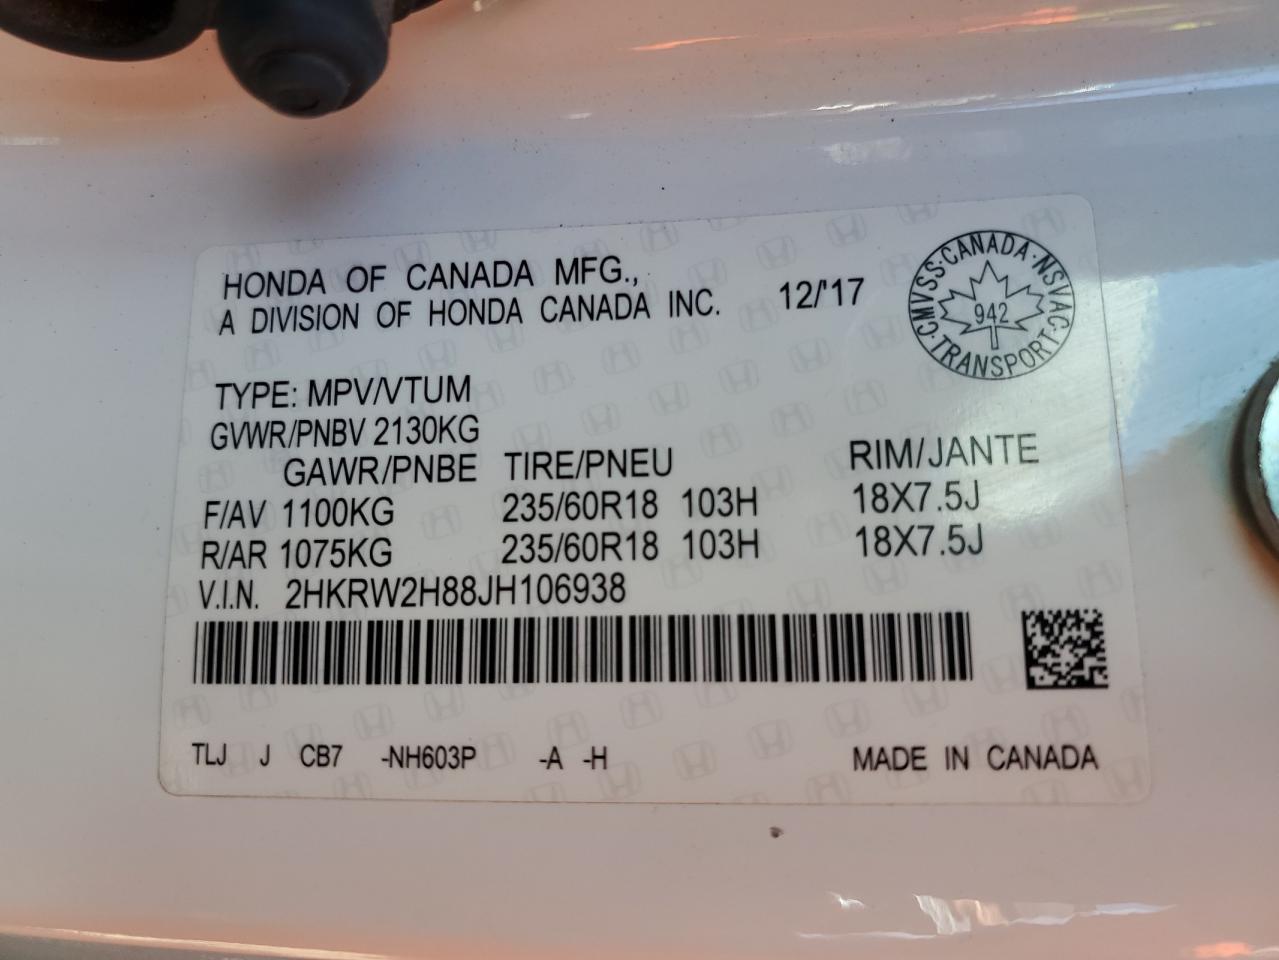 HONDA OF CANADA MFG.,
A DIVISION OF HONDA CANADA INC. 12/'17
CMVSS·CANADA·NSVAC·TRANSPORT·
942
TYPE: MPV/VTUM
GVWR/PNBV 2130KG
GAWR/PNBE TIRE/PNEU RIM/JANTE
F/AV 1100KG 235/60R18 103H 18X7.5J
R/AR 1075KG 235/60R18 103H 18X7.5J
V.I.N. 2HKRW2H88JH106938
TLJ J CB7 -NH603P -A -H MADE IN CANADA